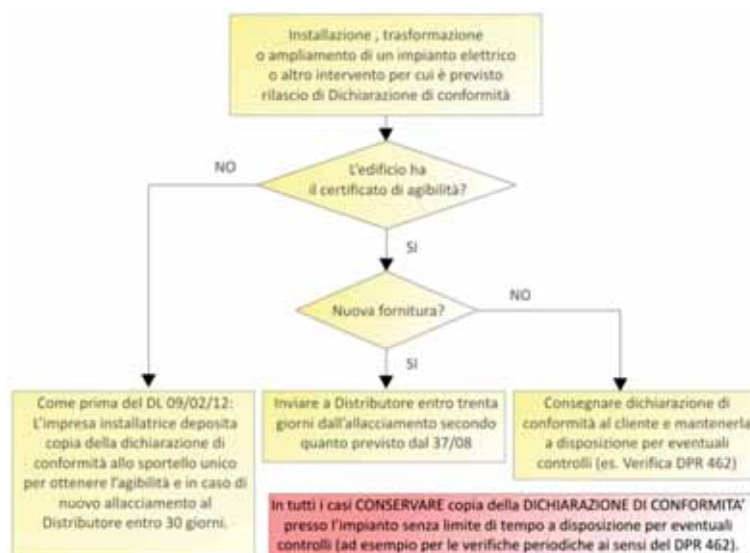 Installazione , trasformazione
o ampliamento di un impianto elettrico
o altro intervento per cui è previsto
rilascio di Dichiarazione di conformità
NO
L'edificio ha
il certificato di agibilità?
SI
Nuova fornitura?
NO
SI
Come prima del DL 09/02/12:
L'impresa installatrice deposita
copia della dichiarazione di
conformità allo sportello unico
per ottenere l'agibilità e in caso di
nuovo allacciamento al
Distributore entro 30 giorni.
Inviare a Distributore entro trenta
giorni dall'allacciamento secondo
quanto previsto dal 37/08
Consegnare dichiarazione di
conformità al cliente e mantenerla
a disposizione per eventuali
controlli (es. Verifica DPR 462)
In tutti i casi CONSERVARE copia della DICHIARAZIONE DI CONFORMITA'
presso l'impianto senza limite di tempo a disposizione per eventuali
controlli (ad esempio per le verifiche periodiche ai sensi del DPR 462).